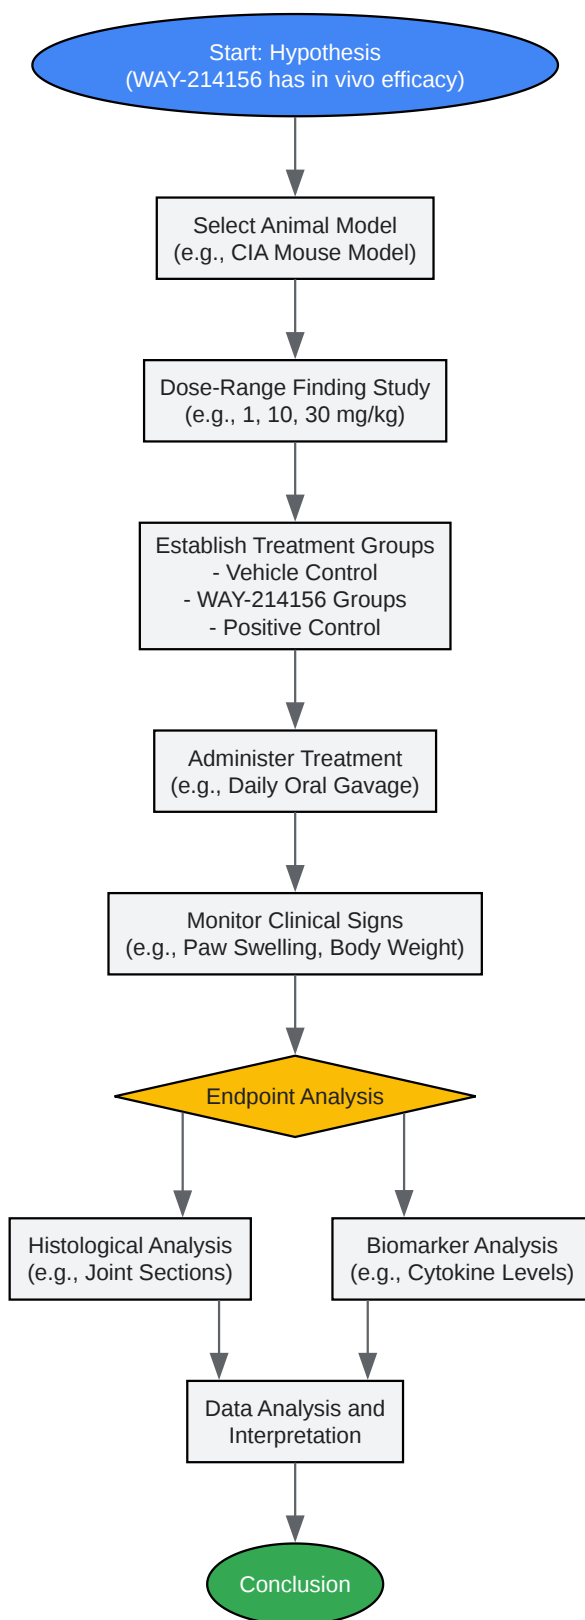 Start: Hypothesis
(WAY-214156 has in vivo efficacy)
Select Animal Model
(e.g., CIA Mouse Model)
Dose-Range Finding Study
(e.g., 1, 10, 30 mg/kg)
Establish Treatment Groups
- Vehicle Control
- WAY-214156 Groups
- Positive Control
Administer Treatment
(e.g., Daily Oral Gavage)
Monitor Clinical Signs
(e.g., Paw Swelling, Body Weight)
Endpoint Analysis
Histological Analysis
(e.g., Joint Sections)
Biomarker Analysis
(e.g., Cytokine Levels)
Data Analysis and
Interpretation
Conclusion